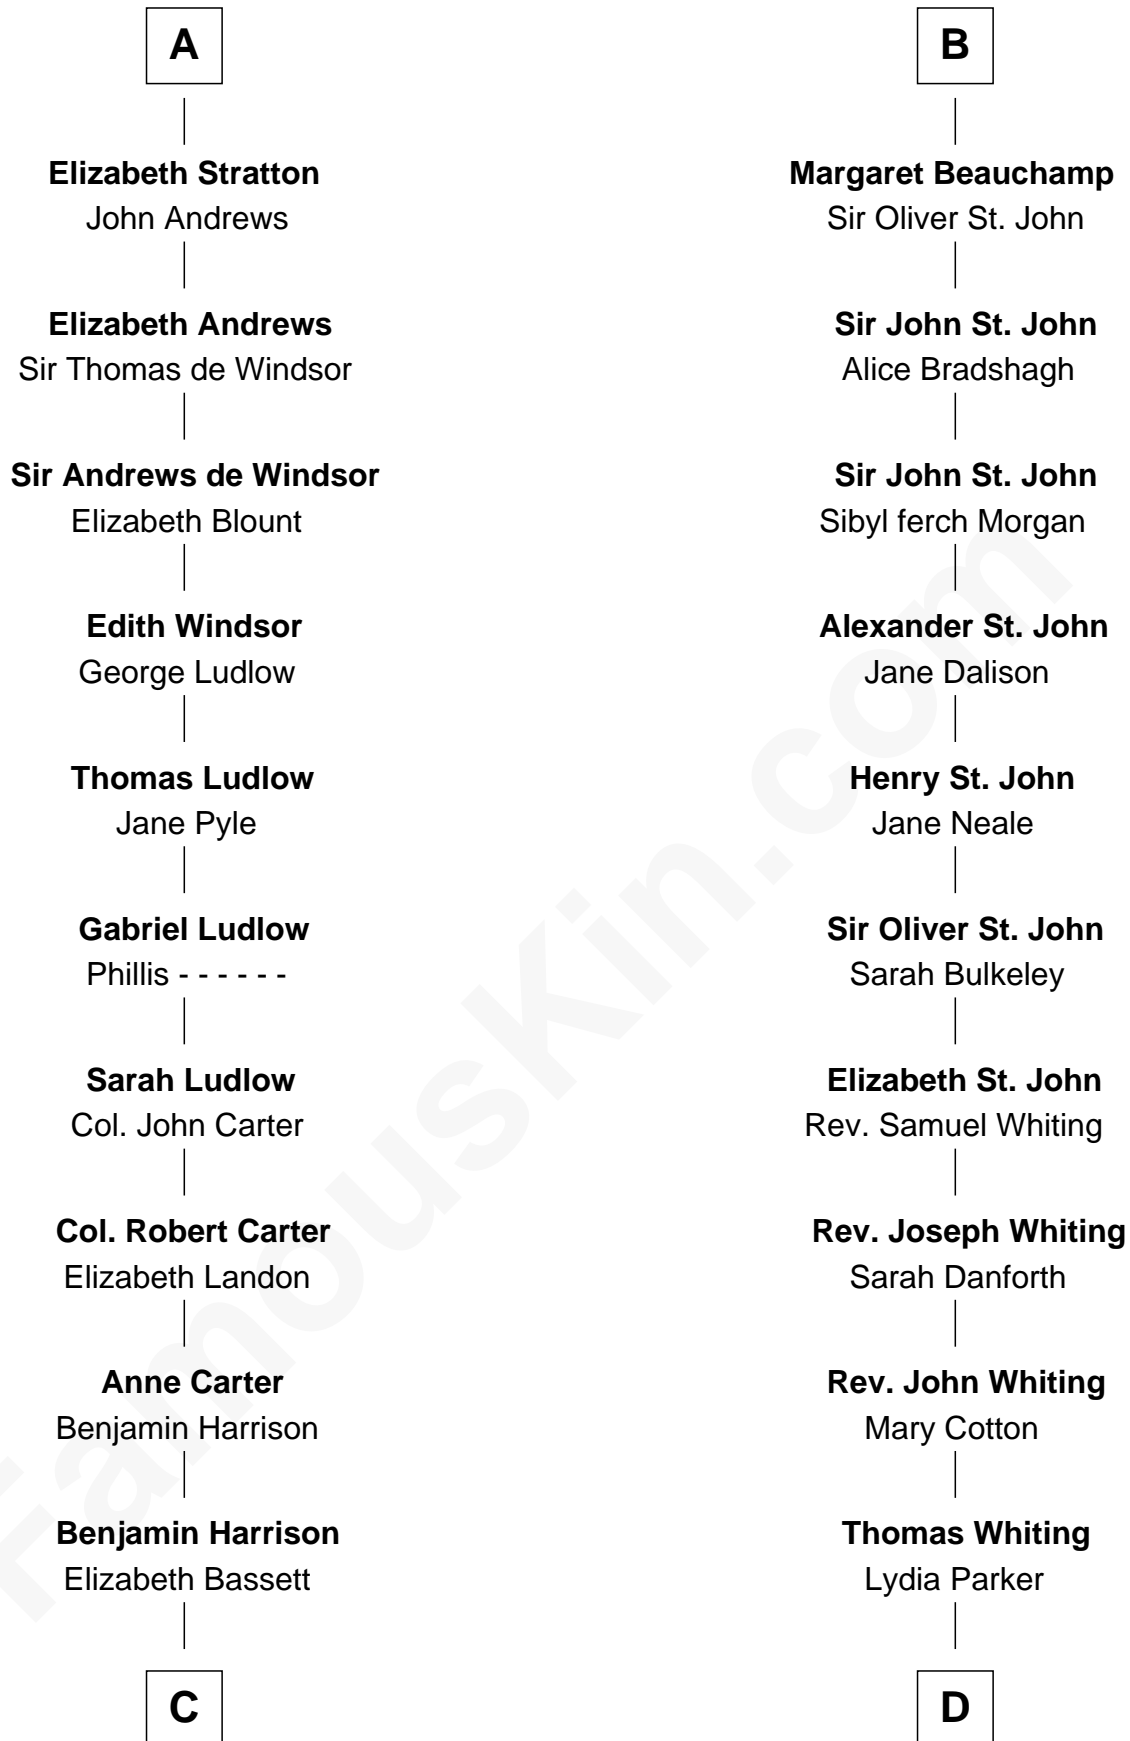 A
Elizabeth Stratton
John Andrews
Elizabeth Andrews
Sir Thomas de Windsor
Sir Andrews de Windsor
Elizabeth Blount
Edith Windsor
George Ludlow
Thomas Ludlow
Jane Pyle
Gabriel Ludlow
Phillis - - - - - -
Sarah Ludlow
Col. John Carter
Col. Robert Carter
Elizabeth Landon
Anne Carter
Benjamin Harrison
Benjamin Harrison
Elizabeth Bassett
C
B
Margaret Beauchamp
Sir Oliver St. John
Sir John St. John
Alice Bradshagh
Sir John St. John
Sibyl ferch Morgan
Alexander St. John
Jane Dalison
Henry St. John
Jane Neale
Sir Oliver St. John
Sarah Bulkeley
Elizabeth St. John
Rev. Samuel Whiting
Rev. Joseph Whiting
Sarah Danforth
Rev. John Whiting
Mary Cotton
Thomas Whiting
Lydia Parker
D
FamousKin.com